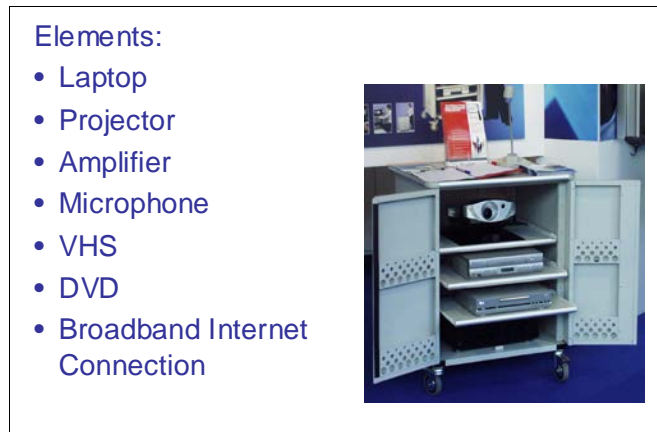 Elements:
• Laptop
• Projector
• Amplifier
• Microphone
• VHS
• DVD
• Broadband Internet
Connection